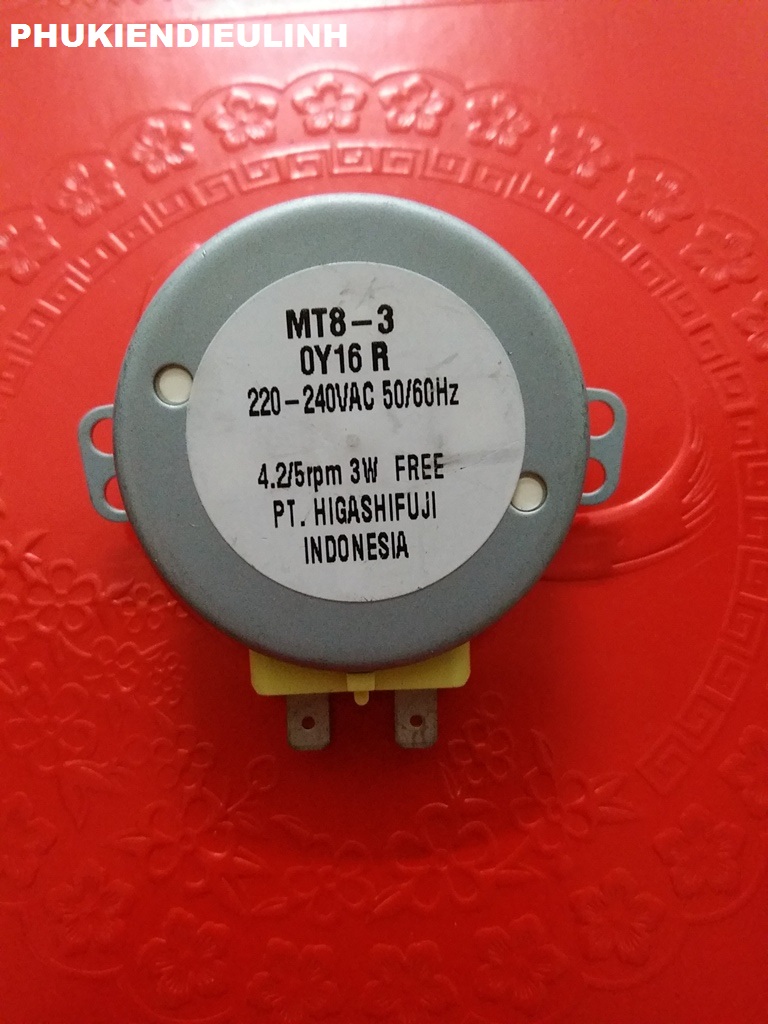 PHUKIENDIEULINH
MT8-3
0Y16 R
220-240VAC 50/60Hz
4.2/5rpm 3W FREE
PT. HIGASHIFUJI
INDONESIA